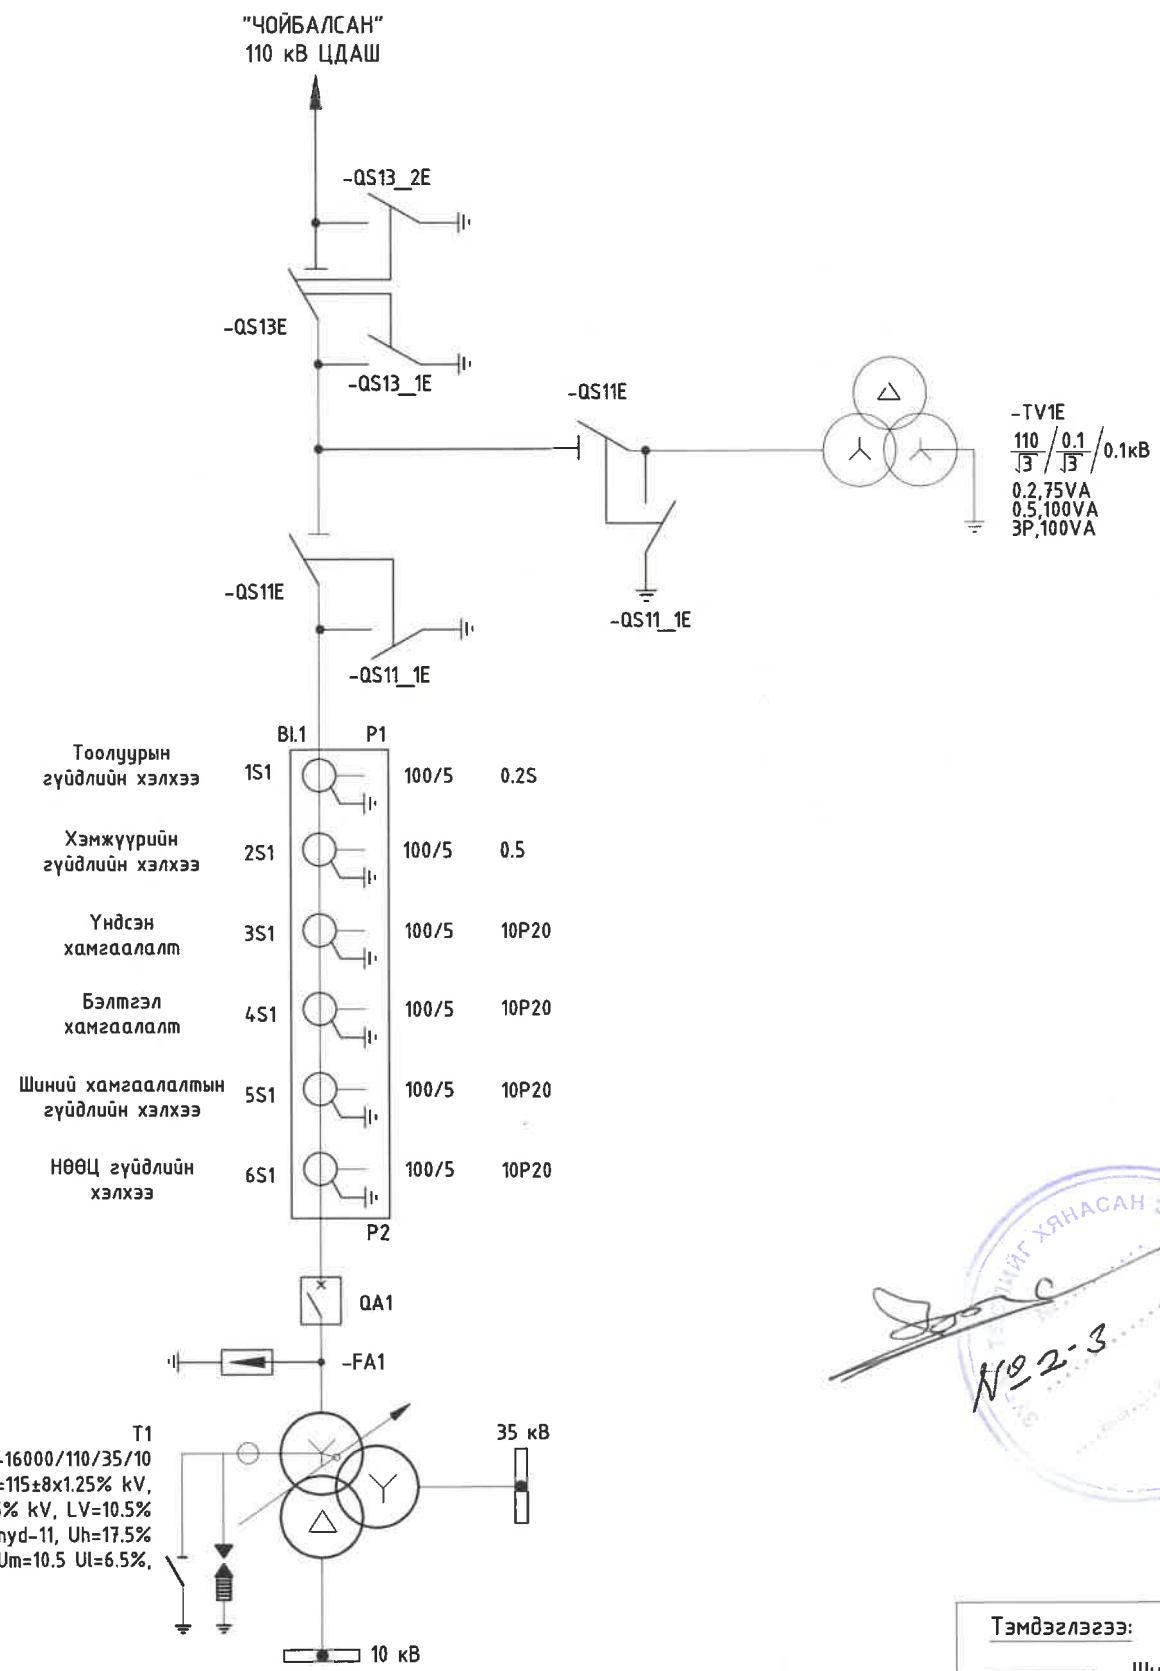 "ЧОЙБАЛСАН"
110 кВ ЦДАШ
-QS13_2E
-QS13E
-QS13_1E
-QS11E
-TV1E
110/√3 / 0.1/√3 / 0.1кВ
0.2,75VA
0.5,100VA
3P,100VA
-QS11E
-QS11_1E
-QS11_1E
BI.1 P1
Тоолуурын
гүйдлийн хэлхээ
1S1 100/5 0.2S
Хэмжүүрийн
гүйдлийн хэлхээ
2S1 100/5 0.5
Үндсэн
хамгаалалт
3S1 100/5 10P20
Бэлтгэл
хамгаалалт
4S1 100/5 10P20
Шиний хамгаалалтын
гүйдлийн хэлхээ
5S1 100/5 10P20
НӨӨЦ гүйдлийн
хэлхээ
6S1 100/5 10P20
P2
QA1
-FA1
T1
-16000/110/35/10
=115±8x1.25% kV,
5% kV, LV=10.5%
nyd-11, Uh=17.5%
Um=10.5 Ul=6.5%,
35 кВ
10 кВ
ХЯНАСАН
№ 2-3
Тэмдэглэгээ: